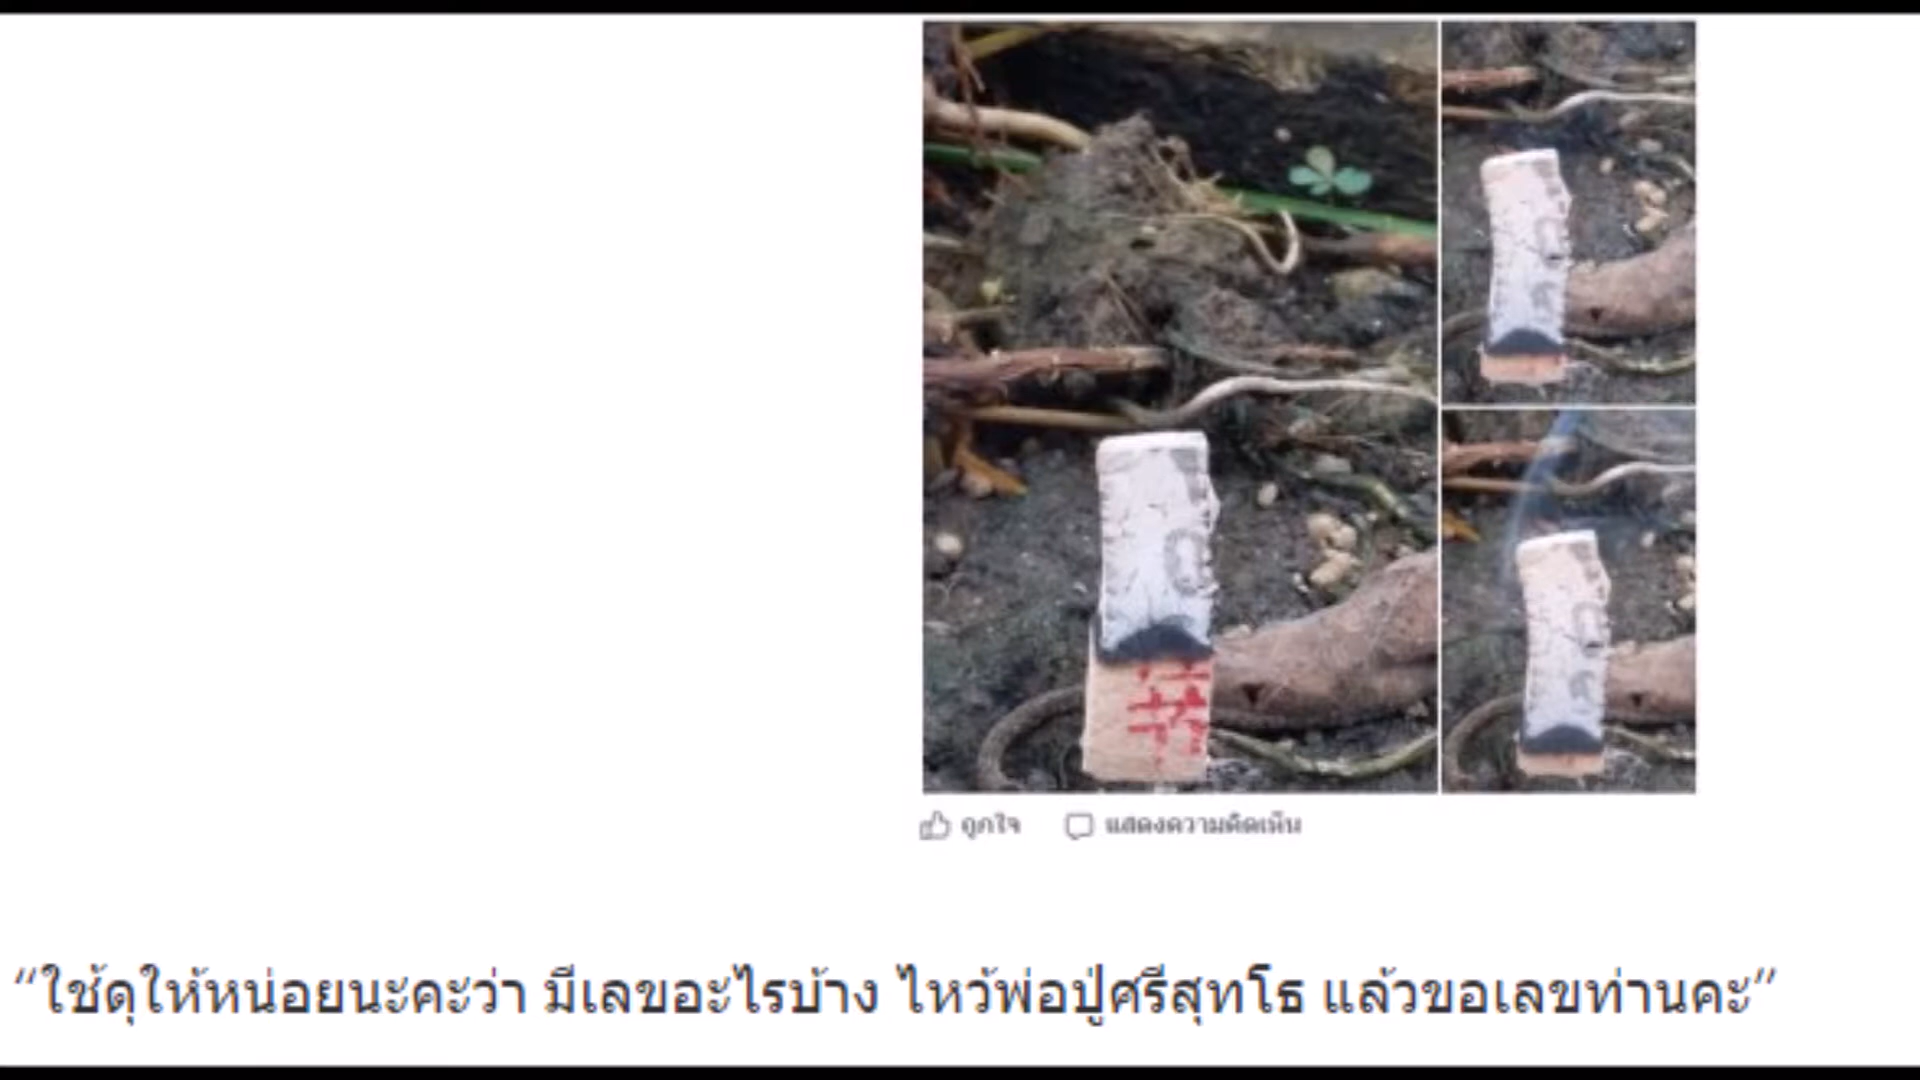 ถูกใจ แสดงความคิดเห็น
“ใช้ดุให้หน่อยนะคะว่า มีเลขอะไรบ้าง ไหว้พ่อปู่ศรีสุทโธ แล้วขอเลขท่านคะ”